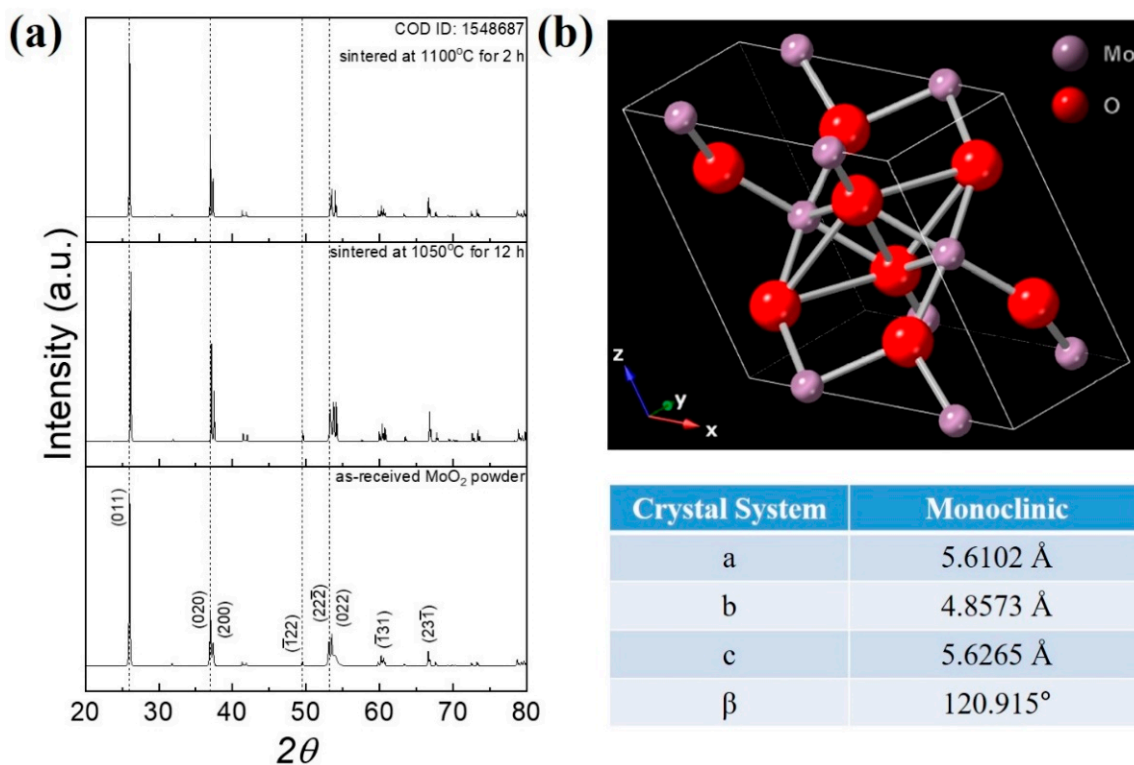 (a)
COD ID: 1548687
sintered at 1100°C for 2 h
sintered at 1050°C for 12 h
as-received MoO₂ powder
(011)
(020)
(200)
(1̅22)
(2̅22̅)
(022)
(1̅31)
(231̅)
Intensity (a.u.)
20 30 40 50 60 70 80
2θ
(b)
Mo
O
z
y
x
Crystal System Monoclinic
a 5.6102 Å
b 4.8573 Å
c 5.6265 Å
β 120.915°